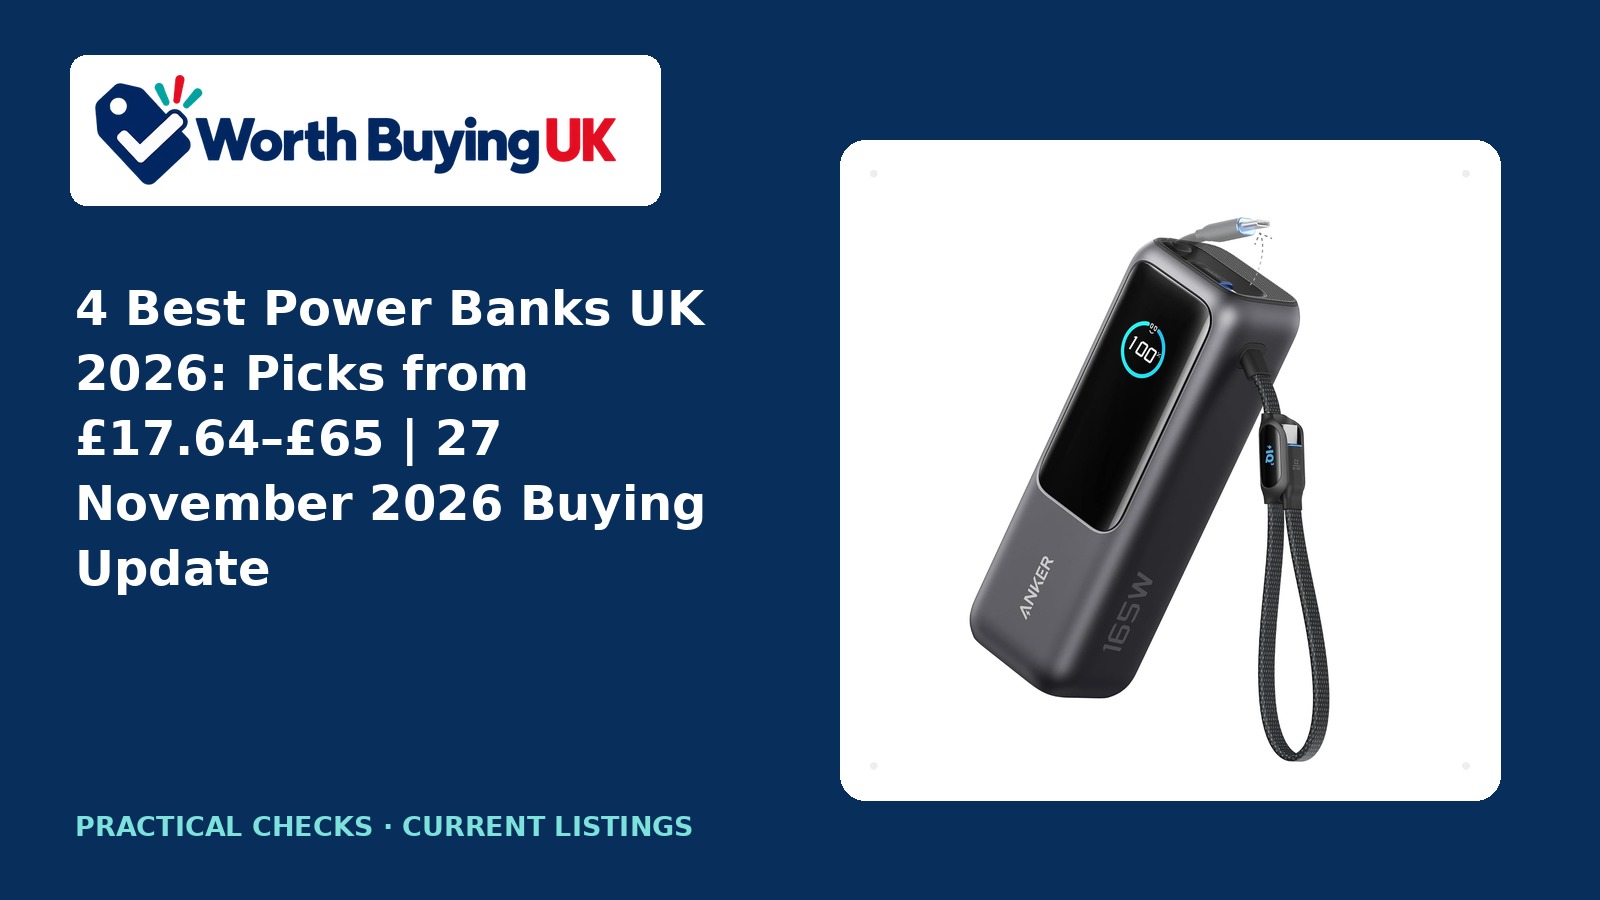 Worth Buying UK
4 Best Power Banks UK
2026: Picks from
£17.64–£65 | 27
November 2026 Buying
Update
PRACTICAL CHECKS · CURRENT LISTINGS
100%
ANKER
165W